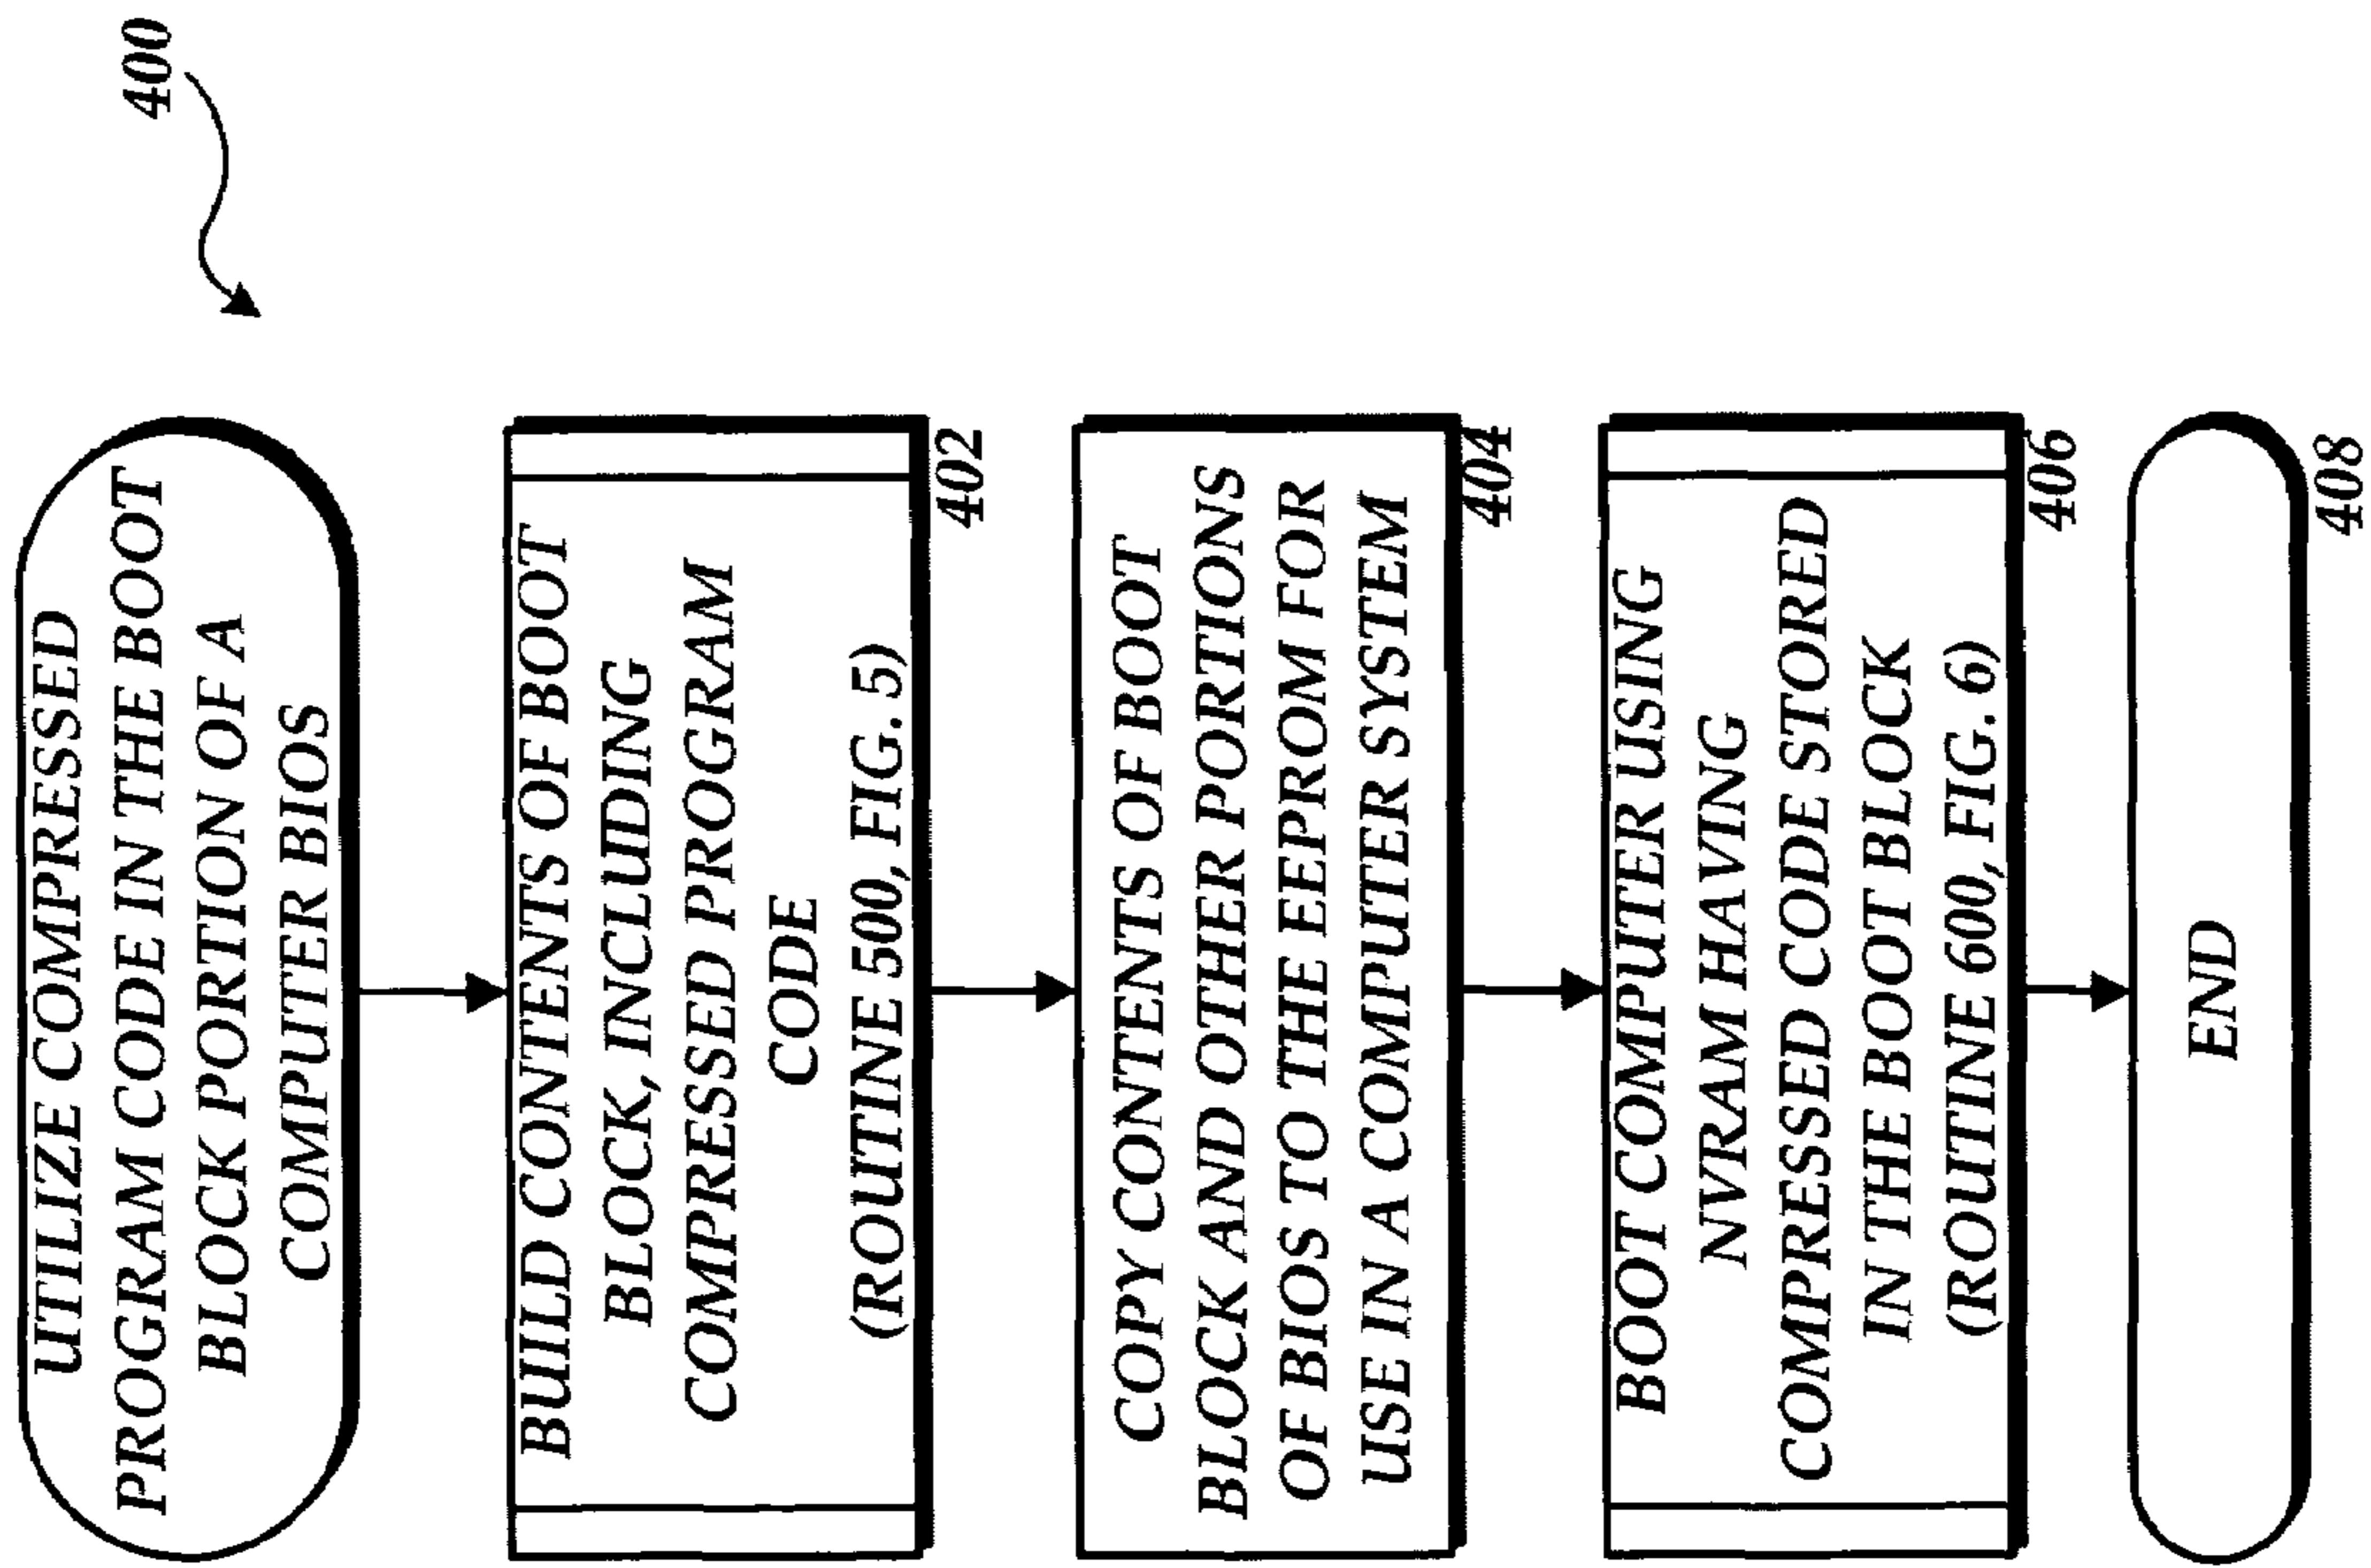 400
UTILIZE COMPRESSED
PROGRAM CODE IN THE BOOT
BLOCK PORTION OF A
COMPUTER BIOS
BUILD CONTENTS OF BOOT
BLOCK, INCLUDING
COMPRESSED PROGRAM
CODE
(ROUTINE 500, FIG. 5)
402
COPY CONTENTS OF BOOT
BLOCK AND OTHER PORTIONS
OF BIOS TO THE EEPROM FOR
USE IN A COMPUTER SYSTEM
404
BOOT COMPUTER USING
NVRAM HAVING
COMPRESSED CODE STORED
IN THE BOOT BLOCK
(ROUTINE 600, FIG. 6)
406
END
408